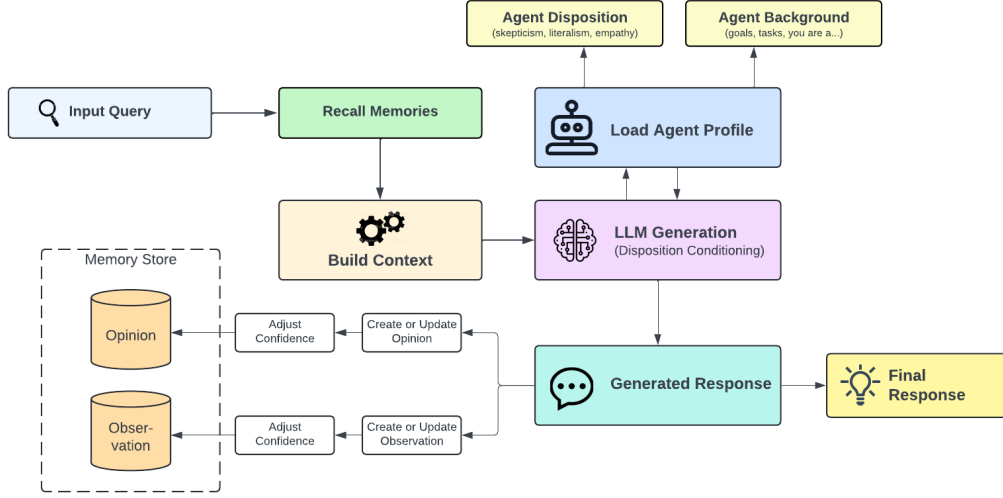 Agent Disposition
(skepticism, literalism, empathy)
Agent Background
(goals, tasks, you are a...)
Input Query
Recall Memories
Load Agent Profile
Build Context
LLM Generation
(Disposition Conditioning)
Memory Store
Opinion
Adjust
Confidence
Create or Update
Opinion
Generated Response
Final
Response
Obser-
vation
Adjust
Confidence
Create or Update
Observation